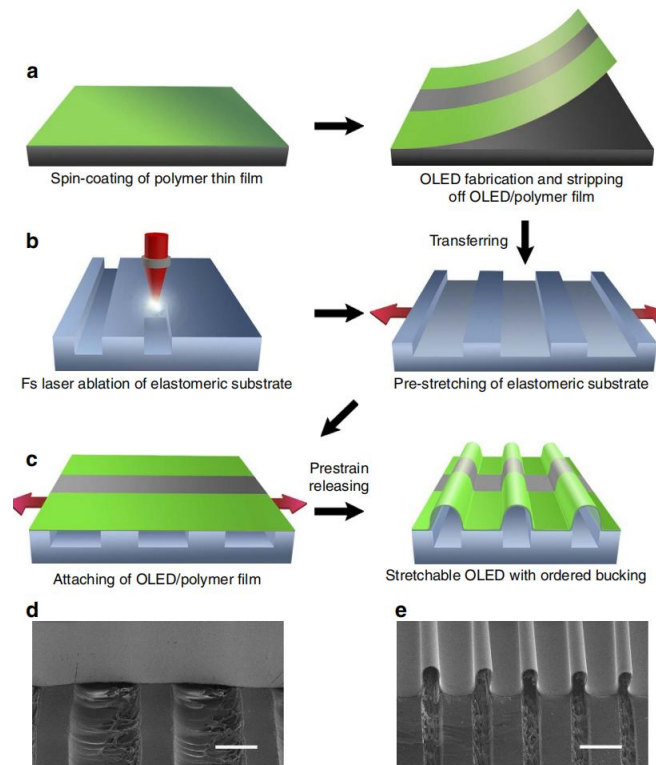 a
Spin-coating of polymer thin film
OLED fabrication and stripping
off OLED/polymer film
b
Transferring
Fs laser ablation of elastomeric substrate
Pre-stretching of elastomeric substrate
c
Prestrain
releasing
Attaching of OLED/polymer film
Stretchable OLED with ordered bucking
d
e